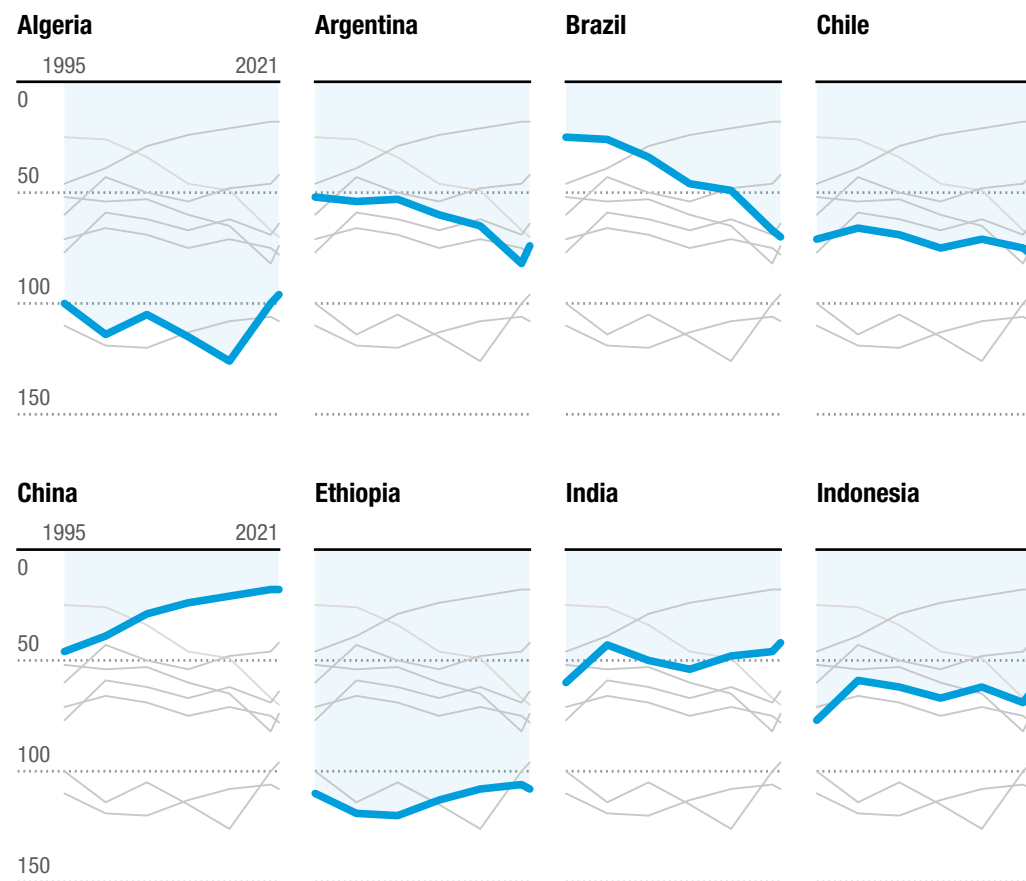 Algeria
Argentina
Brazil
Chile
1995 2021
0
50
100
150
China
Ethiopia
India
Indonesia
1995 2021
0
50
100
150